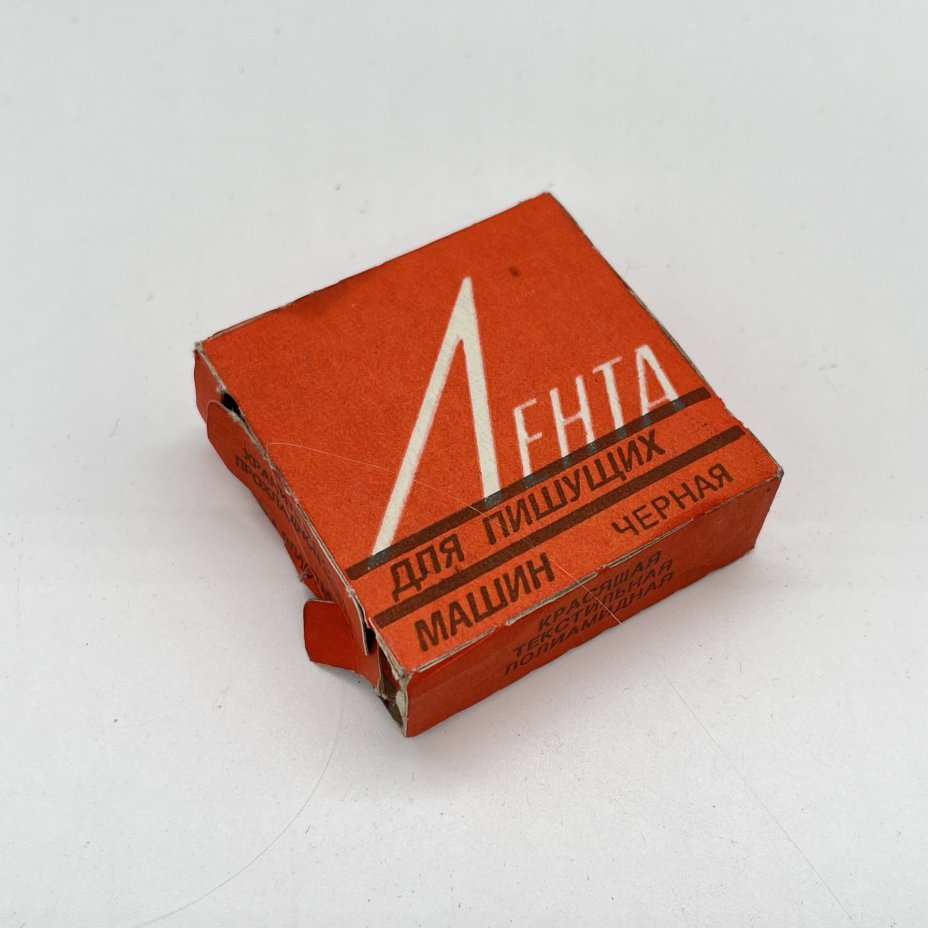 ЛЕНТА
ДЛЯ ПИШУЩИХ
МАШИН ЧЕРНАЯ
КРАСЯЩАЯ
ТЕКСТИЛЬНАЯ
ПОЛИАМИДНАЯ